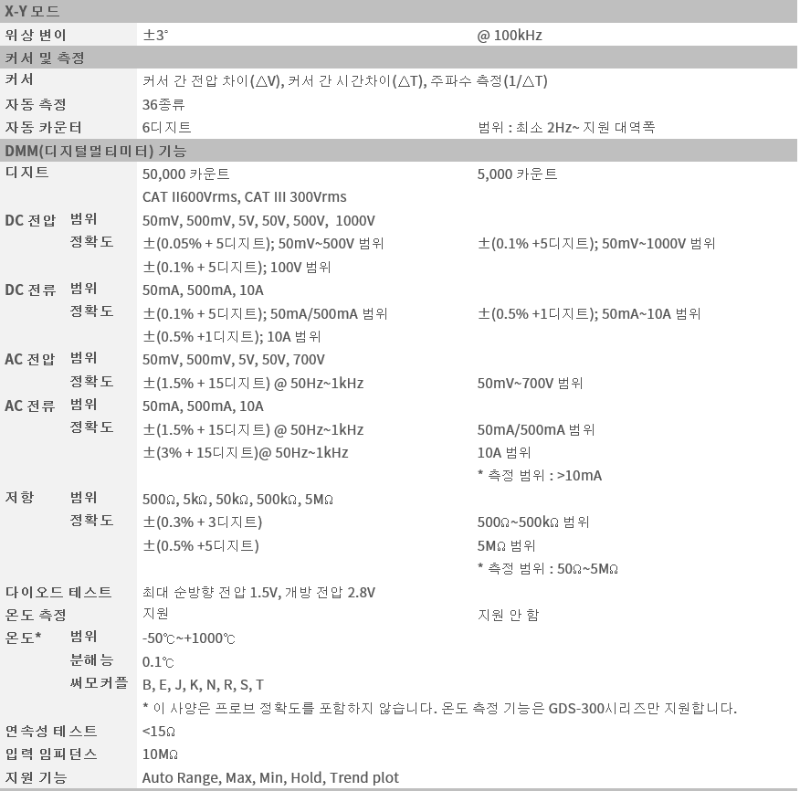 X-Y 모드
위상 변이 ±3° @ 100kHz
커서 및 측정
커서 커서 간 전압 차이(△V), 커서 간 시간차이(△T), 주파수 측정(1/△T)
자동 측정 36종류
자동 카운터 6디지트 범위 : 최소 2Hz~ 지원 대역폭
DMM(디지털멀티미터) 기능
디지트 50,000 카운트 5,000 카운트
CAT II600Vrms, CAT III 300Vrms
DC 전압 범위 50mV, 500mV, 5V, 50V, 500V, 1000V
정확도 ±(0.05% + 5디지트); 50mV~500V 범위 ±(0.1% +5디지트); 50mV~1000V 범위
±(0.1% + 5디지트); 100V 범위
DC 전류 범위 50mA, 500mA, 10A
정확도 ±(0.1% + 5디지트); 50mA/500mA 범위 ±(0.5% +1디지트); 50mA~10A 범위
±(0.5% +1디지트); 10A 범위
AC 전압 범위 50mV, 500mV, 5V, 50V, 700V
정확도 ±(1.5% + 15디지트) @ 50Hz~1kHz 50mV~700V 범위
AC 전류 범위 50mA, 500mA, 10A
정확도 ±(1.5% + 15디지트) @ 50Hz~1kHz 50mA/500mA 범위
±(3% + 15디지트)@ 50Hz~1kHz 10A 범위
* 측정 범위 : >10mA
저항 범위 500Ω, 5kΩ, 50kΩ, 500kΩ, 5MΩ
정확도 ±(0.3% + 3디지트) 500Ω~500kΩ 범위
±(0.5% +5디지트) 5MΩ 범위
* 측정 범위 : 50Ω~5MΩ
다이오드 테스트 최대 순방향 전압 1.5V, 개방 전압 2.8V
온도 측정 지원 지원 안 함
온도* 범위 -50℃~+1000℃
분해능 0.1℃
써모커플 B, E, J, K, N, R, S, T
* 이 사양은 프로브 정확도를 포함하지 않습니다. 온도 측정 기능은 GDS-300시리즈만 지원합니다.
연속성 테스트 <15Ω
입력 임피던스 10MΩ
지원 기능 Auto Range, Max, Min, Hold, Trend plot